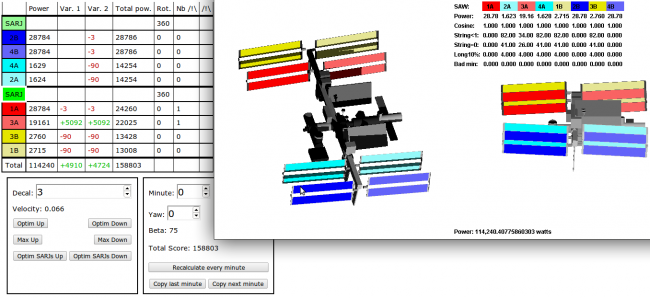 Power Var. 1 Var. 2 Total pow. Rot. Nb /!\ /!\
SARJ 360
28784 -3 28786 0 0
4B 28784 -3 28786 0 0
4A 1629 -90 14254 0 0
2A 1629 -90 14254 0 0
SARJ 360
1A 28784 -3 -3 24260 0 1
3A 19161 +5092 +5092 22025 0 1
3B 2760 -90 -90 13428 0 0
1B 2715 -90 -90 13008 0 0
Total 114240 +4910 +4724 158803
Decal: 3
Velocity: 0.066
Optim Up Optim Down
Max Up Max Down
Optim SARJs Up Optim SARJs Down
Minute: 0
Yaw: 0
Beta: 75
Total Score: 158803
Recalculate every minute
Copy last minute Copy next minute
SAW: 1A 2A 3A 4A 1B 3B 4B
Power: 28.78 1.623 19.16 1.628 2.715 28.78 2.760 28.78
Cosine: 1.000 1.000 1.000 1.000 1.000 1.000 1.000 1.000
String<1: 0.000 82.00 34.00 82.00 82.00 0.000 82.00 0.000
String=0: 0.000 41.00 26.00 41.00 41.00 0.000 41.00 0.000
Long10%: 0.000 4.000 4.000 4.000 4.000 0.000 4.000 0.000
Bad min: 0.000 0.000 0.000 0.000 0.000 0.000 0.000 0.000
Power: 114,240.40775860303 watts